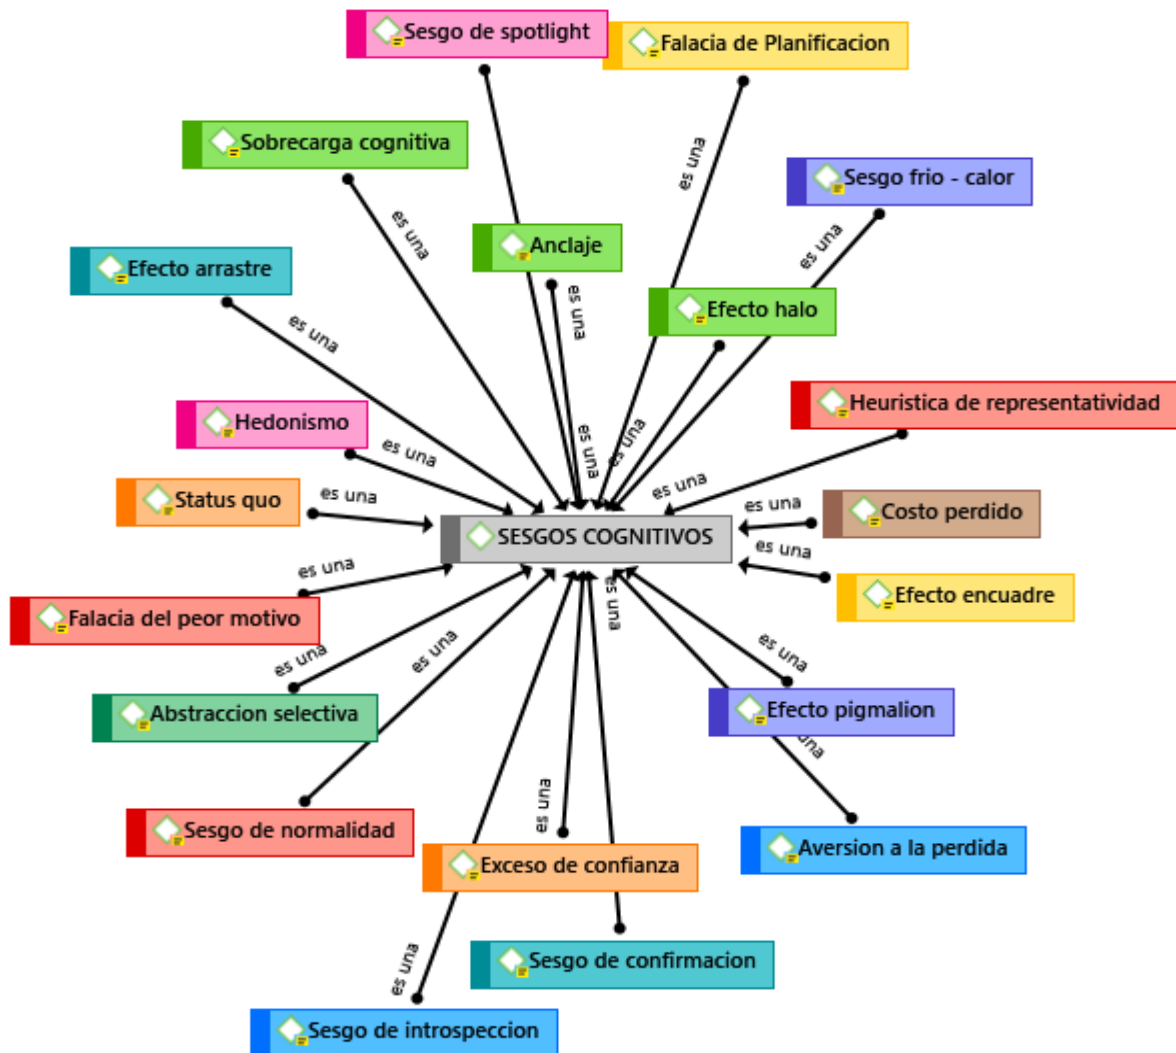 Sesgo de spotlight
Falacia de Planificacion
Sobrecarga cognitiva
es una
Sesgo frio - calor
es una
Anclaje
es una
Efecto arrastre
es una
es una
Efecto halo
es una
Heuristica de representatividad
Hedonismo
es una
es una
es una
es una
Status quo
es una
es una
Costo perdido
SESGOS COGNITIVOS
es una
es una
Efecto encuadre
Falacia del peor motivo
es una
es una
es una
es una
Abstraccion selectiva
Efecto pigmalion
una
Sesgo de normalidad
es una
Aversion a la perdida
Exceso de confianza
es una
Sesgo de confirmacion
Sesgo de introspeccion